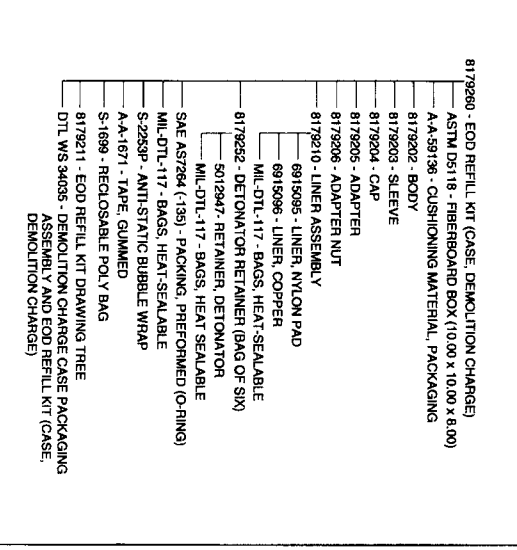 8179260 - EOD REFILL KIT (CASE, DEMOLITION CHARGE)
ASTM D5118 - FIBERBOARD BOX (10.00 x 10.00 x 8.00)
A-A-59136 - CUSHIONING MATERIAL, PACKAGING
8179202 - BODY
8179203 - SLEEVE
8179204 - CAP
8179205 - ADAPTER
8179206 - ADAPTER NUT
8179210 - LINER ASSEMBLY
6915095 - LINER, NYLON PAD
6915096 - LINER, COPPER
MIL-DTL-117 - BAGS, HEAT-SEALABLE
8179252 - DETONATOR RETAINER (BAG OF SIX)
5012947- RETAINER, DETONATOR
MIL-DTL-117 - BAGS, HEAT SEALABLE
SAE AS7264 (-135) - PACKING, PREFORMED (O-RING)
MIL-DTL-117 - BAGS, HEAT-SEALABLE
S-2253P - ANTI-STATIC BUBBLE WRAP
A-A-1671 - TAPE, GUMMED
S-1699 - RECLOSABLE POLY BAG
8179211 - EOD REFILL KIT DRAWING TREE
DTL WS 34035 - DEMOLITION CHARGE CASE PACKAGING
ASSEMBLY AND EOD REFILL KIT (CASE,
DEMOLITION CHARGE)